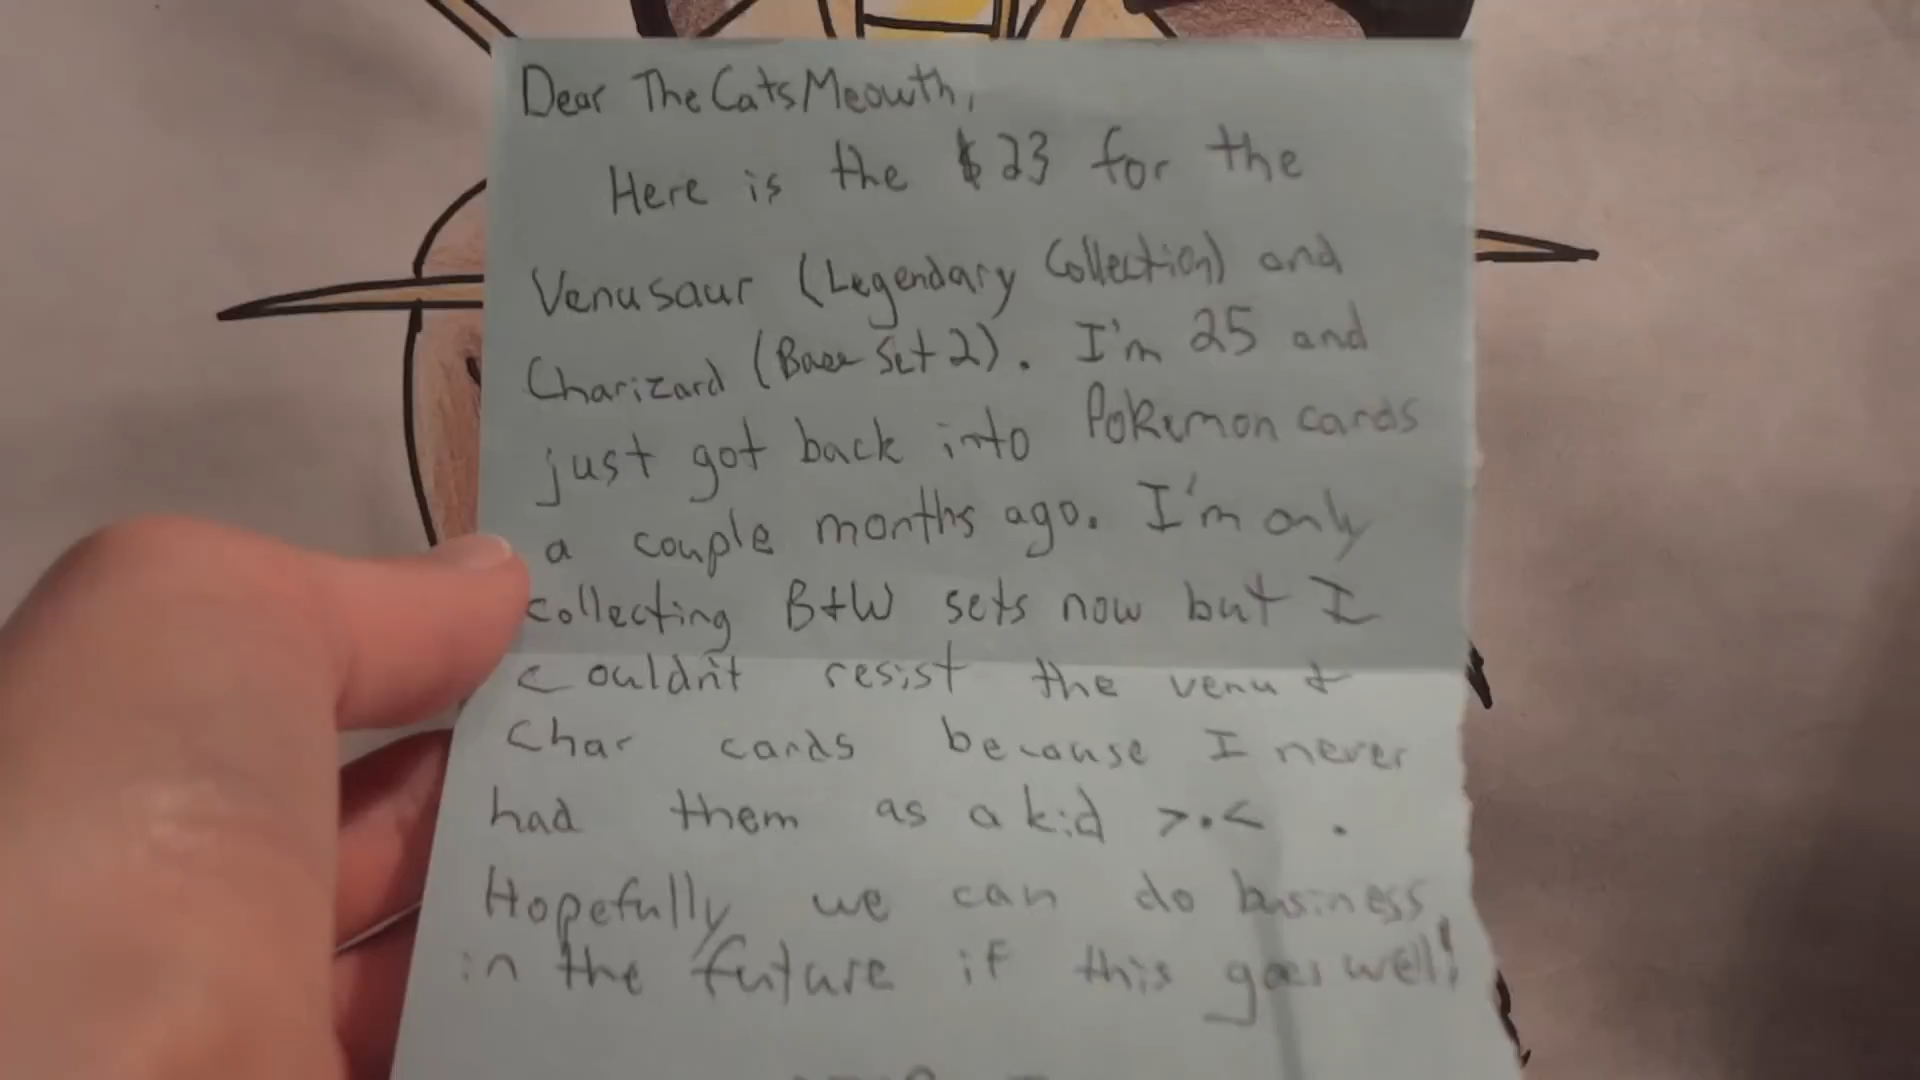 Dear The Cats Meowth,
Here is the $23 for the
Venusaur (Legendary Collection) and
Charizard (Base Set 2). I'm 25 and
just got back into Pokemon cards
a couple months ago. I'm only
collecting B+W sets now but I
couldn't resist the venu &
Char cards because I never
had them as a kid >.< .
Hopefully we can do business
in the future if this goes well!